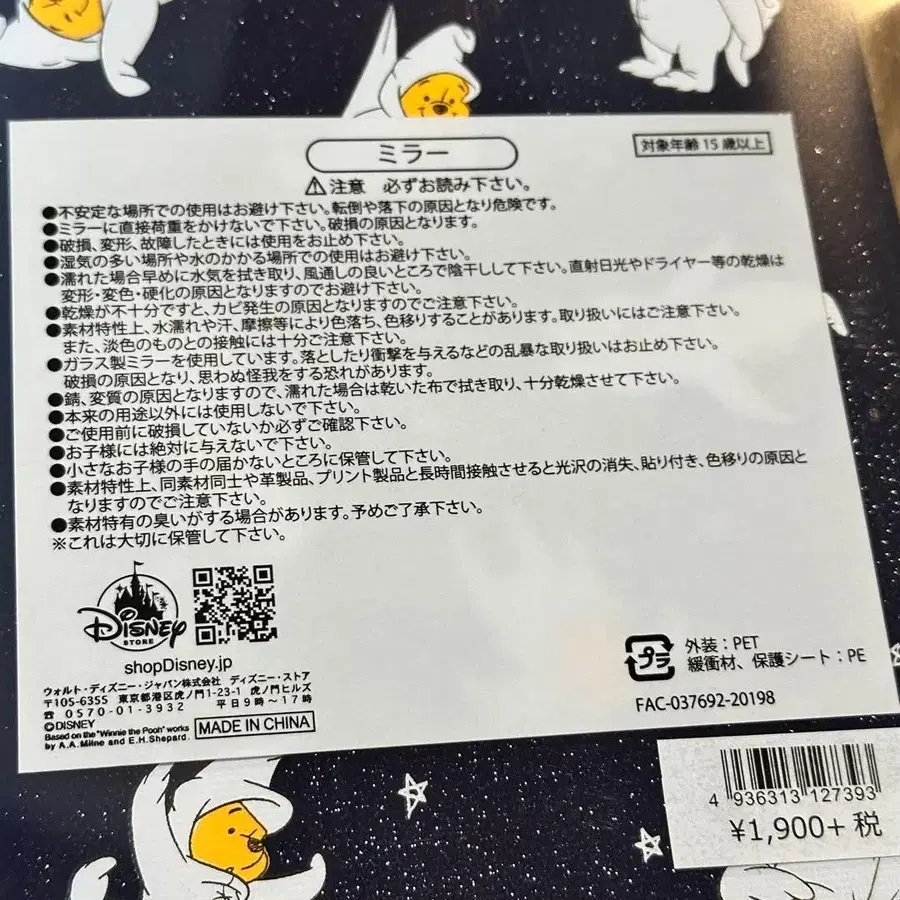 ミラー
対象年齢 15 歳以上
⚠注意 必ずお読み下さい。
●不安定な場所での使用はお避け下さい。転倒や落下の原因となり危険です。
●ミラーに直接荷重をかけないで下さい。破損の原因となります。
●破損、変形、故障したときには使用をお止め下さい。
●湿気の多い場所や水のかかる場所での使用はお避け下さい。
●濡れた場合早めに水気を拭き取り、風通しの良いところで陰干しして下さい。直射日光やドライヤー等の乾燥は
変形・変色・硬化の原因となりますのでお避け下さい。
●乾燥が不十分ですと、カビ発生の原因となりますのでご注意下さい。
●素材特性上、水濡れや汗、摩擦等により色落ち、色移りすることがあります。取り扱いにはご注意下さい。
また、淡色のものとの接触には十分ご注意下さい。
●ガラス製ミラーを使用しています。落としたり衝撃を与えるなどの乱暴な取り扱いはお止め下さい。
破損の原因となり、思わぬ怪我をする恐れがあります。
●錆、変質の原因となりますので、濡れた場合は乾いた布で拭き取り、十分乾燥させて下さい。
●本来の用途以外には使用しないで下さい。
●ご使用前に破損していないか必ずご確認下さい。
●お子様には絶対に与えないで下さい。
●小さなお子様の手の届かないところに保管して下さい。
●素材特性上、同素材同士や革製品、プリント製品と長時間接触させると光沢の消失、貼り付き、色移りの原因と
なりますのでご注意下さい。
●素材特有の臭いがする場合があります。予めご了承下さい。
※これは大切に保管して下さい。
Disney
STORE
shopDisney.jp
ウォルト・ディズニー・ジャパン株式会社 ディズニー・ストア
〒105-6355 東京都港区虎ノ門1-23-1 虎ノ門ヒルズ
☎ 0570-01-3932 平日9時〜17時
©DISNEY
Based on the "Winnie the Pooh" works
by A.A. Milne and E.H. Shepard.
MADE IN CHINA
プラ
外装：PET
緩衝材、保護シート：PE
FAC-037692-20198
4 936313 127393
¥1,900+ 税